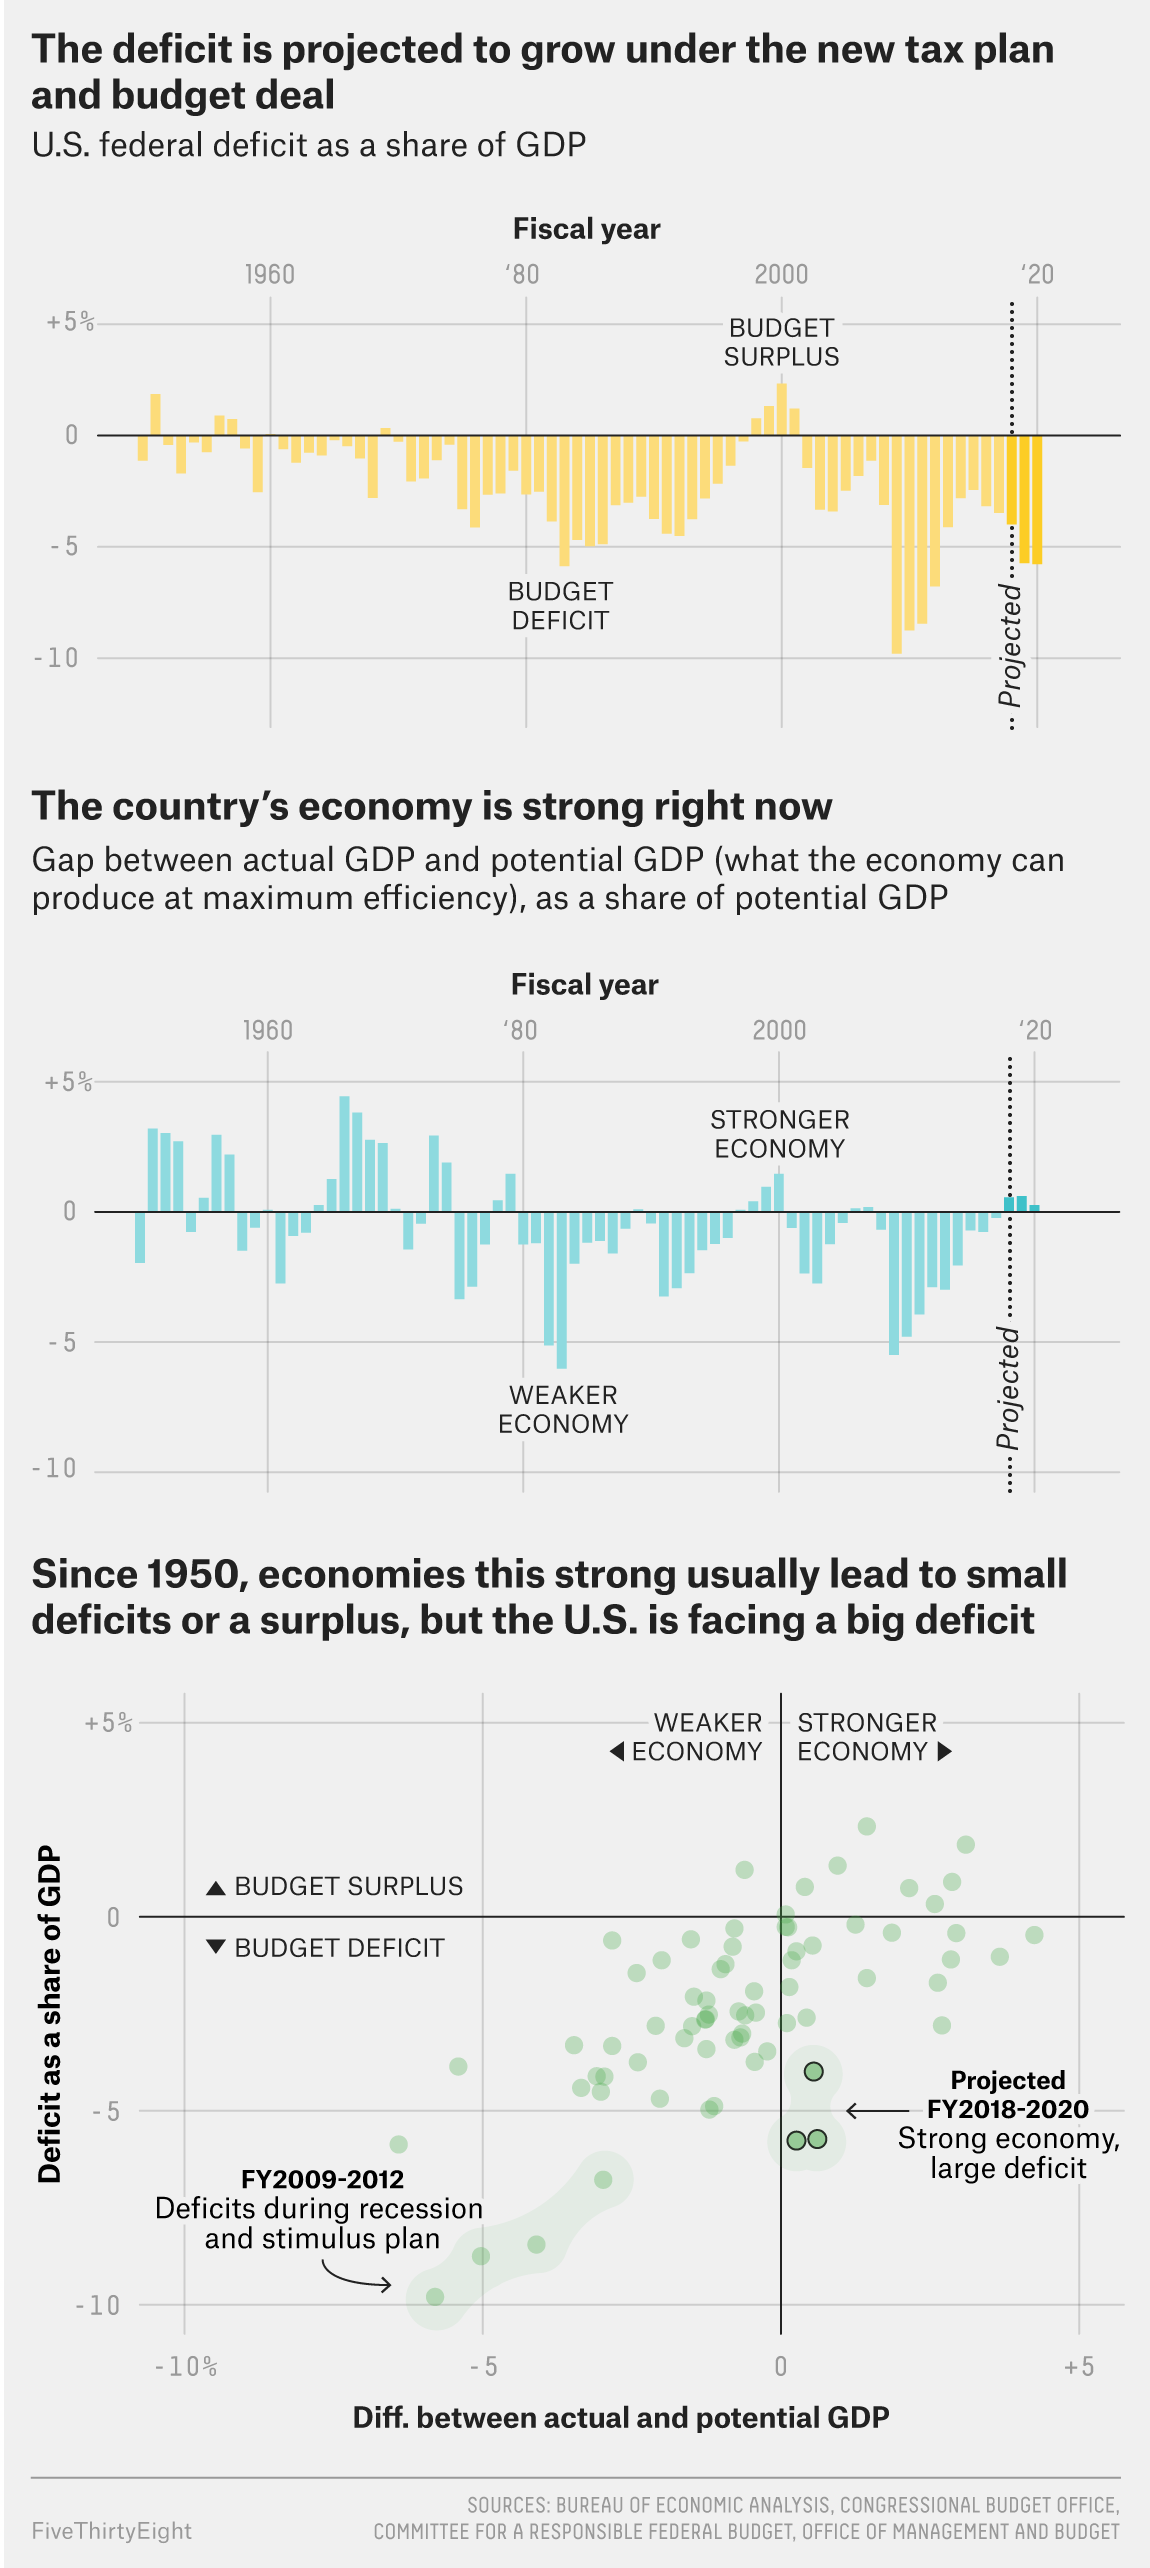 The deficit is projected to grow under the new tax plan
and budget deal
U.S. federal deficit as a share of GDP
Fiscal year
1960 ‘80 2000 ‘20
+5%
BUDGET
SURPLUS
0
-5
BUDGET
DEFICIT
Projected
-10
The country’s economy is strong right now
Gap between actual GDP and potential GDP (what the economy can
produce at maximum efficiency), as a share of potential GDP
Fiscal year
1960 ‘80 2000 ‘20
+5%
STRONGER
ECONOMY
0
-5
Projected
WEAKER
ECONOMY
-10
Since 1950, economies this strong usually lead to small
deficits or a surplus, but the U.S. is facing a big deficit
+5%
WEAKER
◀ ECONOMY
STRONGER
ECONOMY ▶
Deficit as a share of GDP
▲ BUDGET SURPLUS
0
▼ BUDGET DEFICIT
-5
Projected
FY2018-2020
Strong economy,
large deficit
FY2009-2012
Deficits during recession
and stimulus plan
-10
-10% -5 0 +5
Diff. between actual and potential GDP
FiveThirtyEight
SOURCES: BUREAU OF ECONOMIC ANALYSIS, CONGRESSIONAL BUDGET OFFICE,
COMMITTEE FOR A RESPONSIBLE FEDERAL BUDGET, OFFICE OF MANAGEMENT AND BUDGET